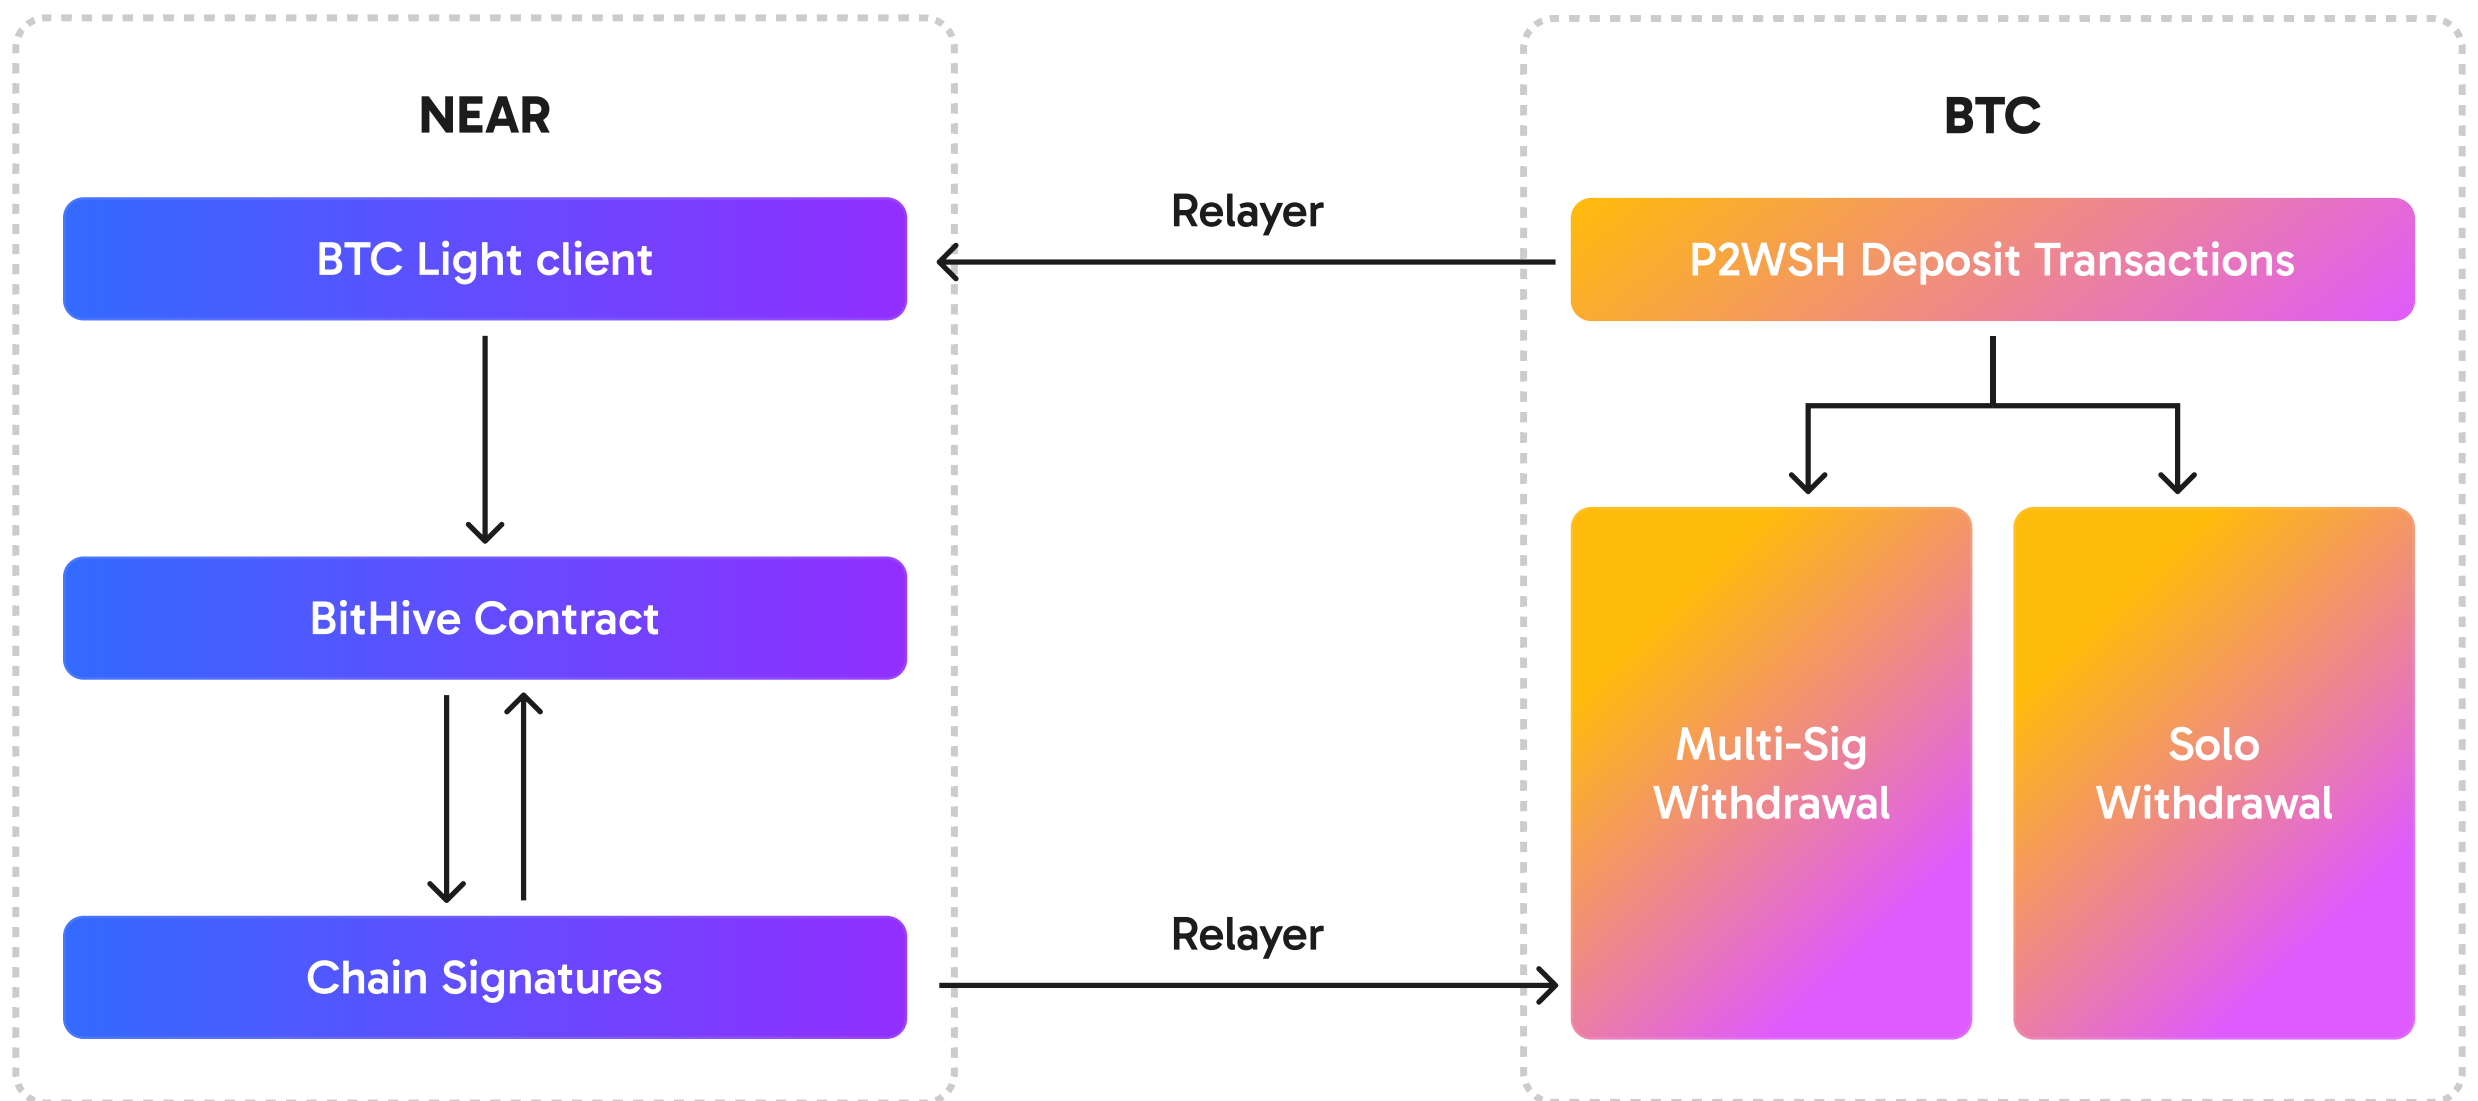 NEAR
BTC Light client
BitHive Contract
Chain Signatures
Relayer
Relayer
BTC
P2WSH Deposit Transactions
Multi-Sig
Withdrawal
Solo
Withdrawal